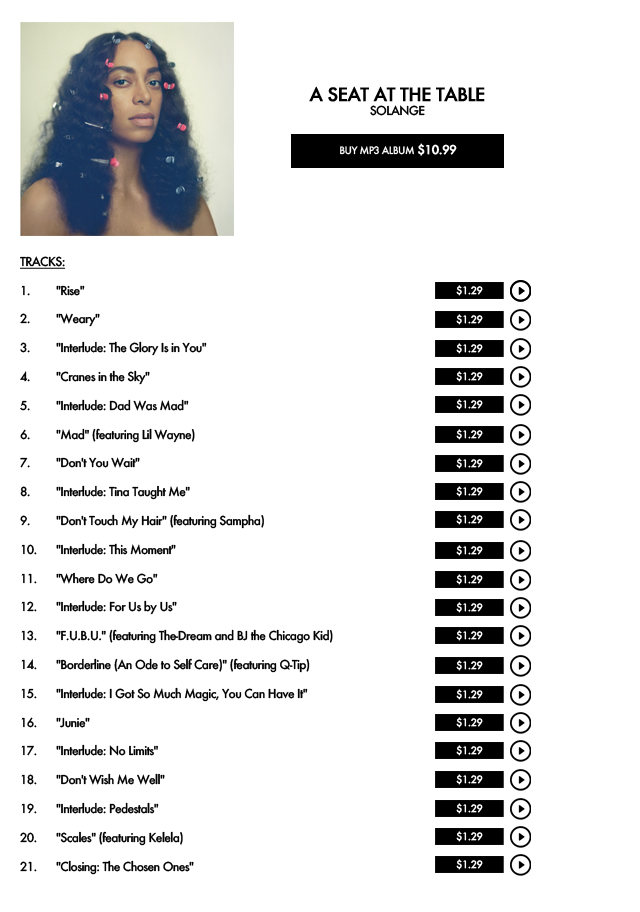 A SEAT AT THE TABLE
SOLANGE
BUY MP3 ALBUM $10.99
TRACKS:
1. "Rise" $1.29
2. "Weary" $1.29
3. "Interlude: The Glory Is in You" $1.29
4. "Cranes in the Sky" $1.29
5. "Interlude: Dad Was Mad" $1.29
6. "Mad" (featuring Lil Wayne) $1.29
7. "Don't You Wait" $1.29
8. "Interlude: Tina Taught Me" $1.29
9. "Don't Touch My Hair" (featuring Sampha) $1.29
10. "Interlude: This Moment" $1.29
11. "Where Do We Go" $1.29
12. "Interlude: For Us by Us" $1.29
13. "F.U.B.U." (featuring The-Dream and BJ the Chicago Kid) $1.29
14. "Borderline (An Ode to Self Care)" (featuring Q-Tip) $1.29
15. "Interlude: I Got So Much Magic, You Can Have It" $1.29
16. "Junie" $1.29
17. "Interlude: No Limits" $1.29
18. "Don't Wish Me Well" $1.29
19. "Interlude: Pedestals" $1.29
20. "Scales" (featuring Kelela) $1.29
21. "Closing: The Chosen Ones" $1.29